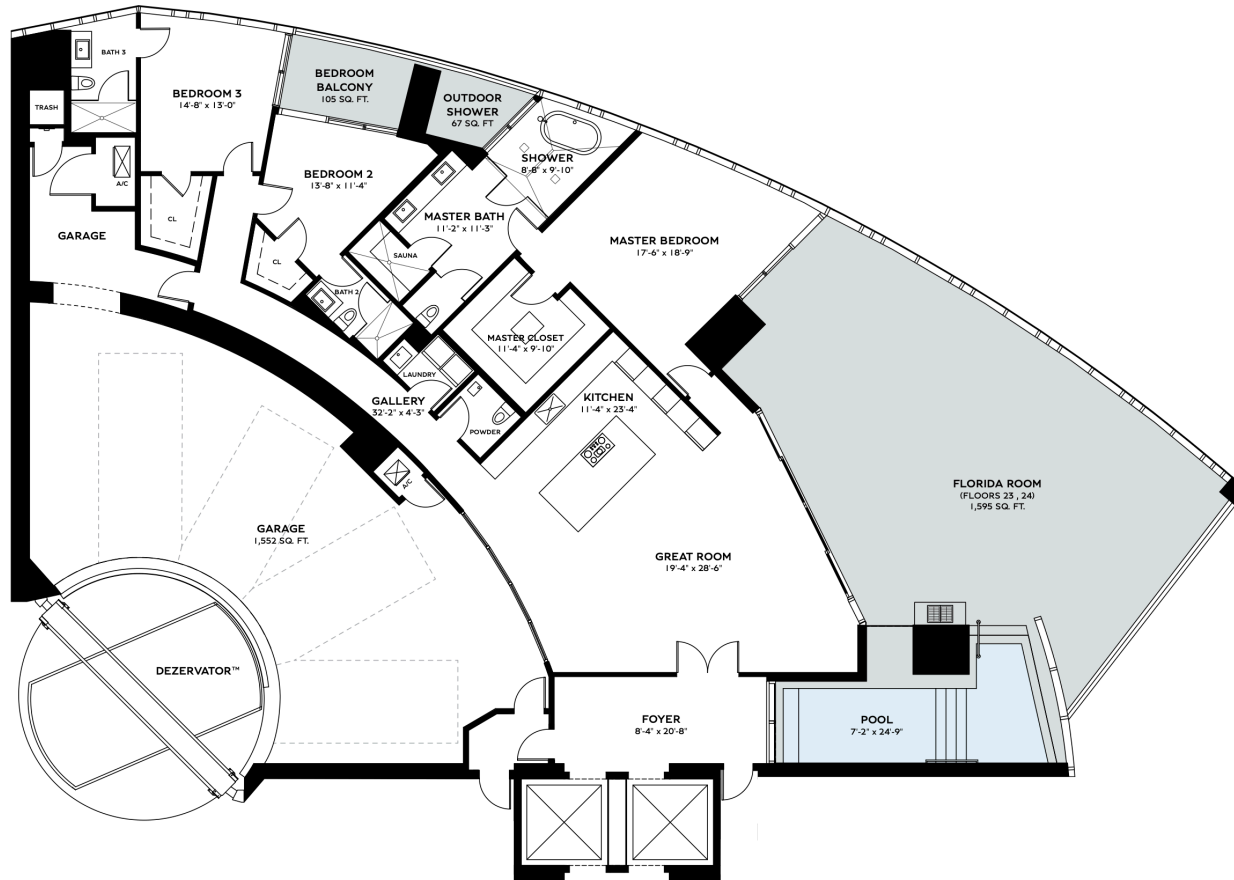 BATH 3
BEDROOM 3
14'-8" x 13'-0"
BEDROOM
BALCONY
105 SQ. FT.
OUTDOOR
SHOWER
67 SQ. FT
TRASH
A/C
CL
GARAGE
BEDROOM 2
13'-8" x 11'-4"
SHOWER
8'-8" x 9'-10"
MASTER BATH
11'-2" x 11'-3"
SAUNA
CL
BATH 2
MASTER BEDROOM
17'-6" x 18'-9"
MASTER CLOSET
11'-4" x 9'-10"
LAUNDRY
GALLERY
32'-2" x 4'-3"
POWDER
KITCHEN
11'-4" x 23'-4"
A/C
GARAGE
1,552 SQ. FT.
FLORIDA ROOM
(FLOORS 23 , 24)
1,595 SQ. FT.
GREAT ROOM
19'-4" x 28'-6"
DEZERVATOR™
FOYER
8'-4" x 20'-8"
POOL
7'-2" x 24'-9"